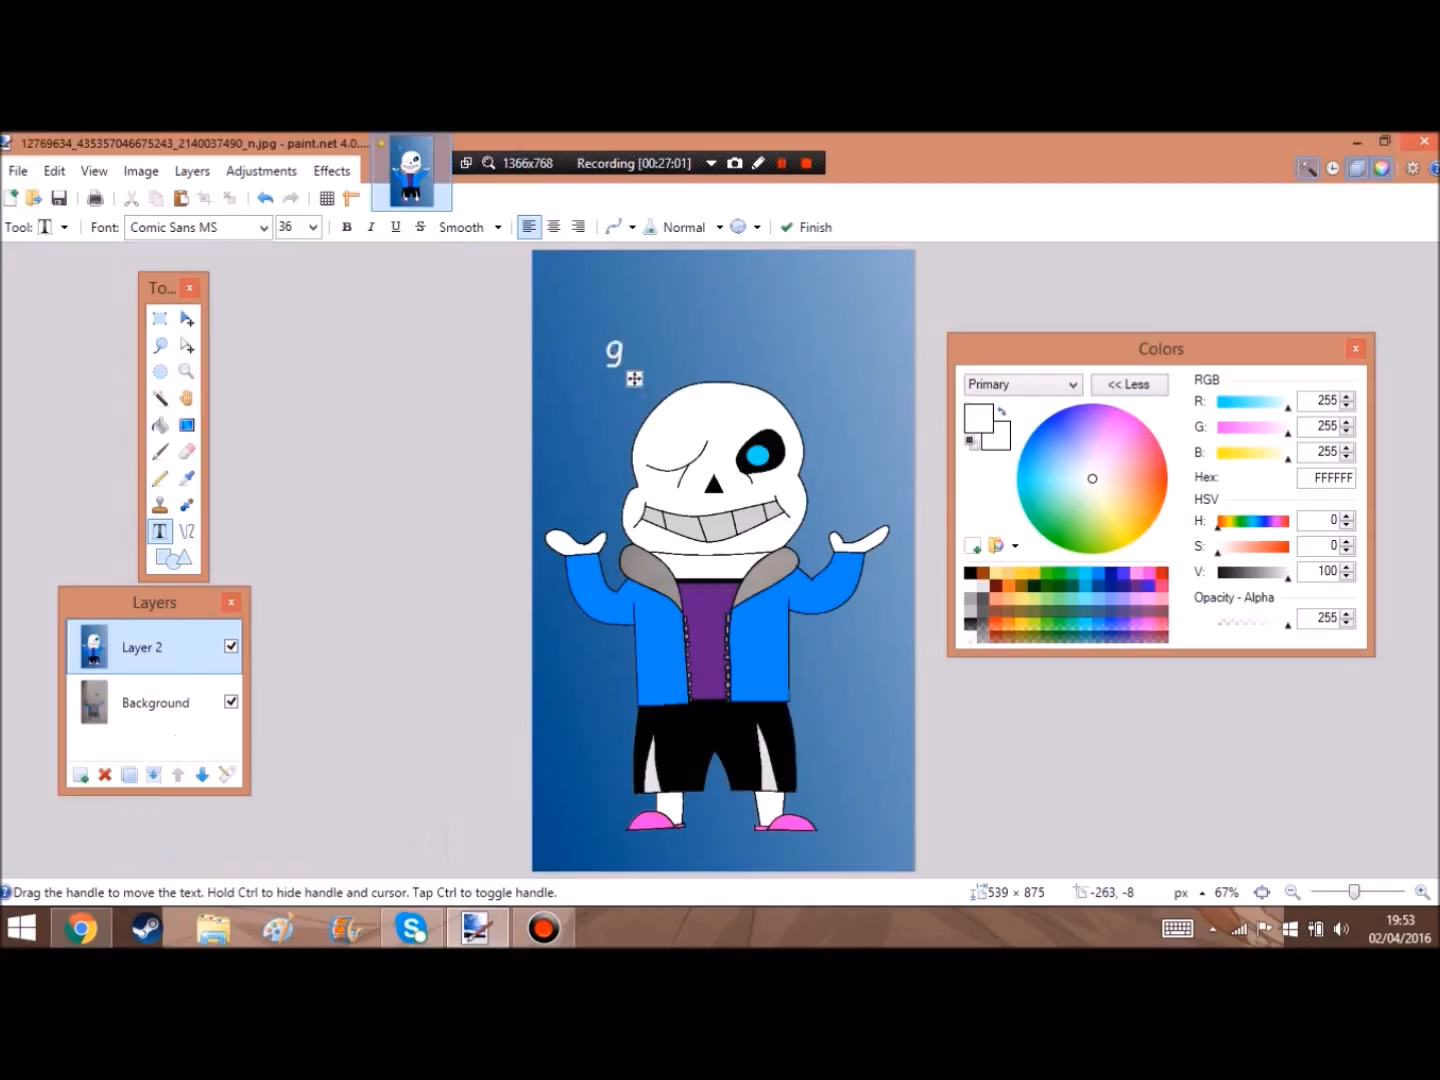 12769634_435357046675243_2140037490_n.jpg - paint.net 4.0....
1366x768 Recording [00:27:01]
File Edit View Image Layers Adjustments Effects
Tool: T Font: Comic Sans MS 36 B I U S Smooth Normal Finish
To...
g
Colors
Primary << Less RGB
R: 255
G: 255
B: 255
Hex: FFFFFF
HSV
H: 0
S: 0
V: 100
Opacity - Alpha
255
T
Layers
Layer 2
Background
Drag the handle to move the text. Hold Ctrl to hide handle and cursor. Tap Ctrl to toggle handle. 539 × 875 -263, -8 px 67%
19:53
02/04/2016